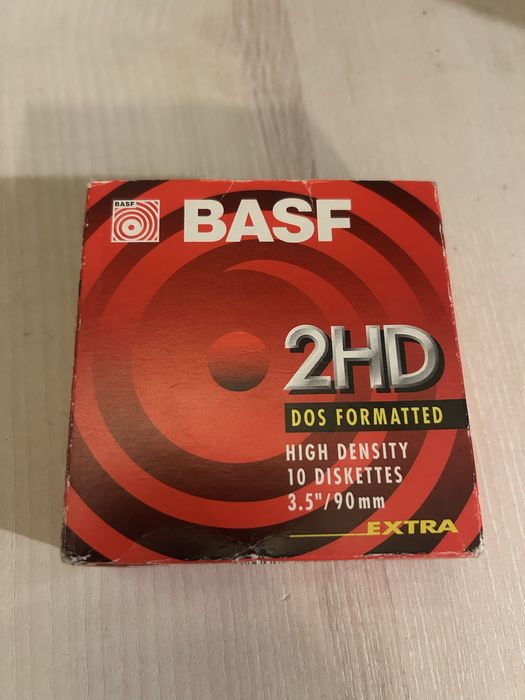 BASF
BASF
2HD
DOS FORMATTED
HIGH DENSITY
10 DISKETTES
3.5"/90mm
EXTRA